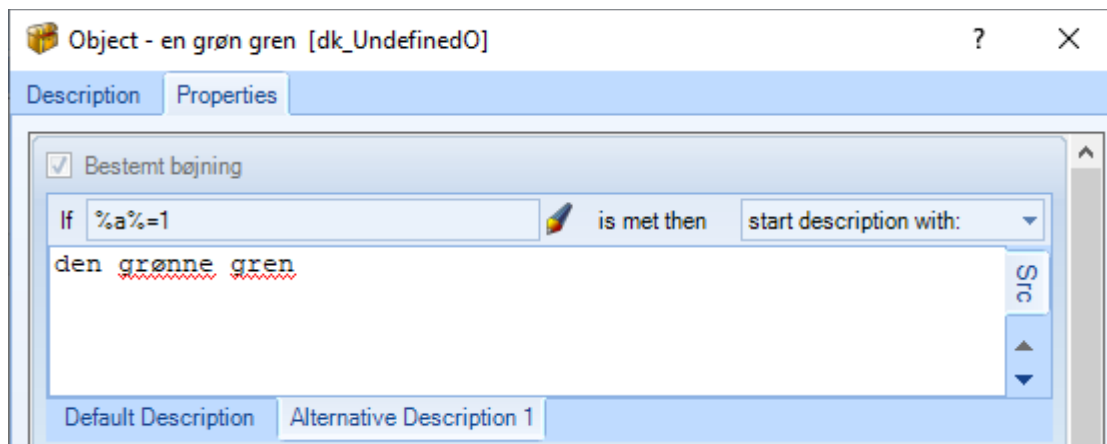 Object - en grøn gren [dk_UndefinedO] ? X
Description Properties
Bestemt bøjning
If %a%=1 is met then start description with:
den grønne gren
Src
Default Description Alternative Description 1